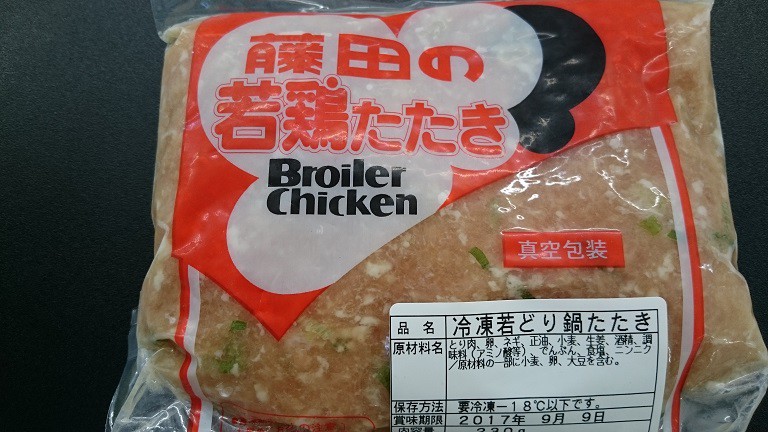 藤田の
若鶏たたき
Broiler
Chicken
真空包装
品名 冷凍若どり鍋たたき
原材料名 とり肉、卵、ネギ、正油、小麦、生姜、酒精、調
味料(アミノ酸等)、でんぷん、食塩、ニンニク
/原材料の一部に小麦、卵、大豆を含む。
保存方法 要冷凍-18℃以下です。
賞味期限 2017年 9月 9日
内容量 330g